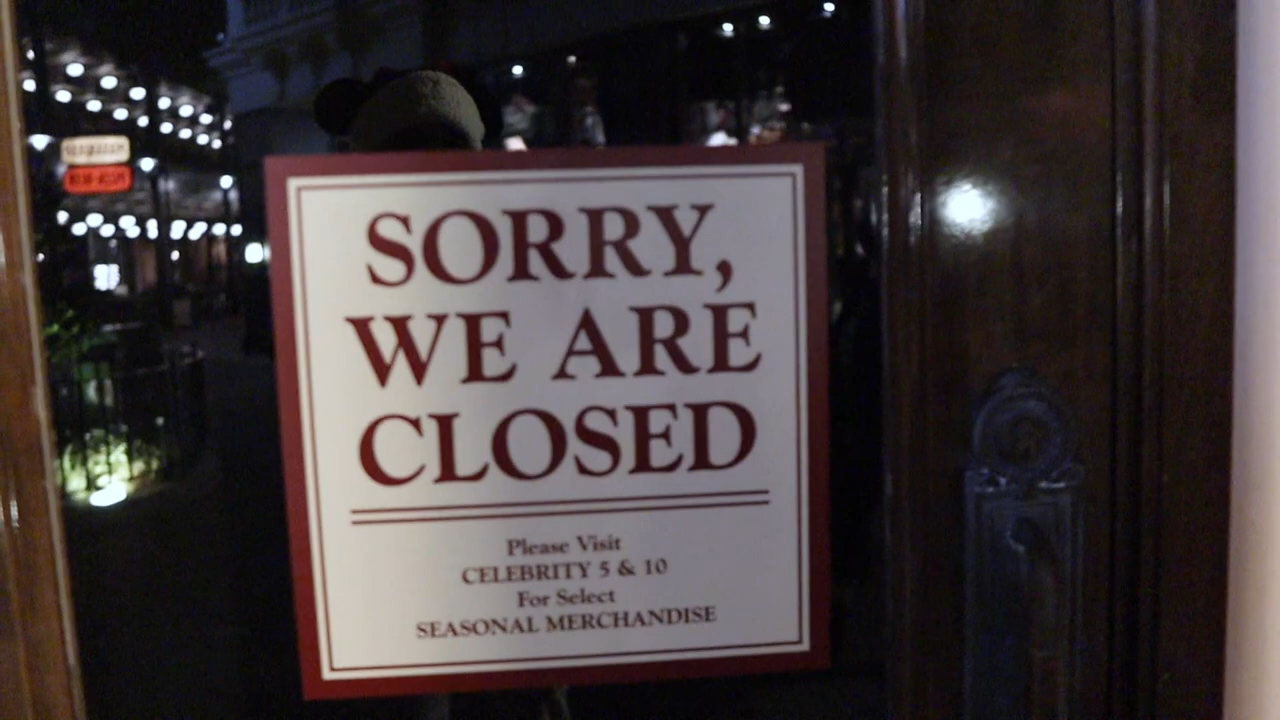 SORRY,
WE ARE
CLOSED
Please Visit
CELEBRITY 5 & 10
For Select
SEASONAL MERCHANDISE